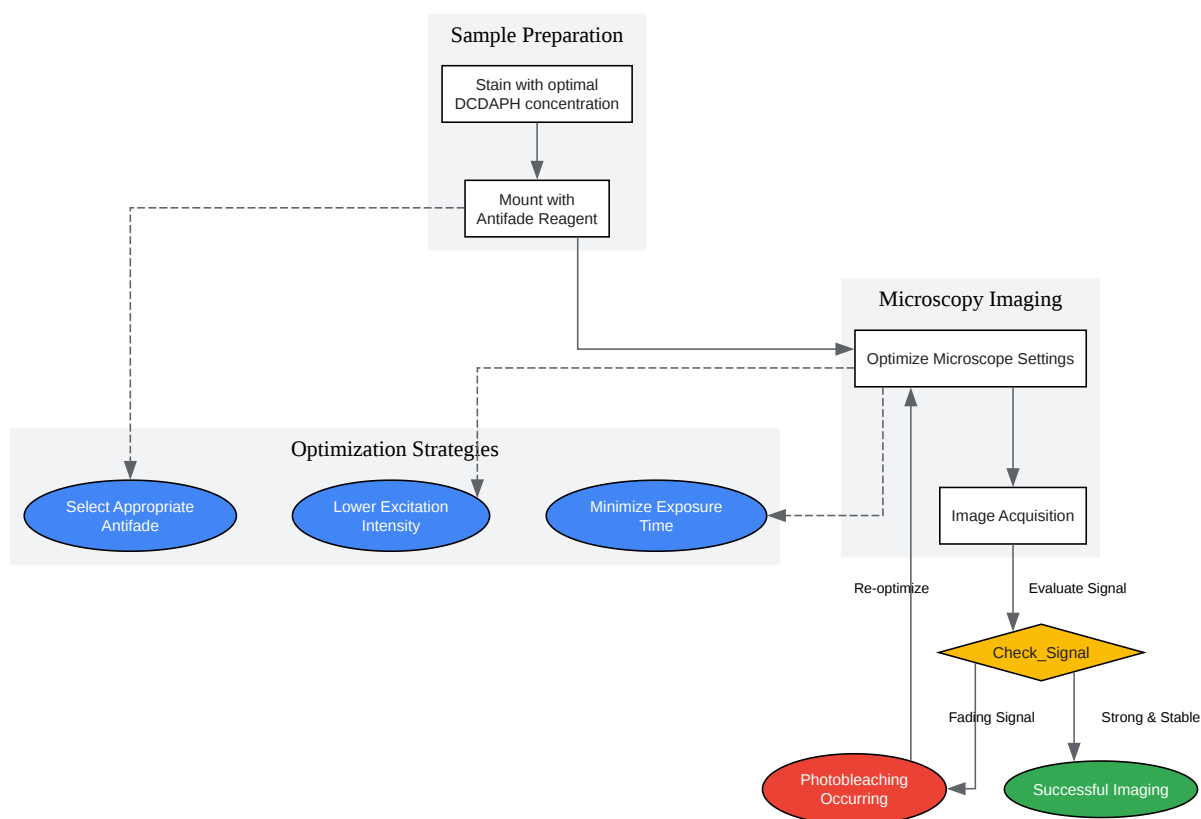 Sample Preparation
Stain with optimal
DCDAPH concentration
Mount with
Antifade Reagent
Microscopy Imaging
Optimize Microscope Settings
Optimization Strategies
Select Appropriate
Antifade
Lower Excitation
Intensity
Minimize Exposure
Time
Image Acquisition
Re-optimize
Evaluate Signal
Check_Signal
Fading Signal
Strong & Stable
Photobleaching
Occurring
Successful Imaging